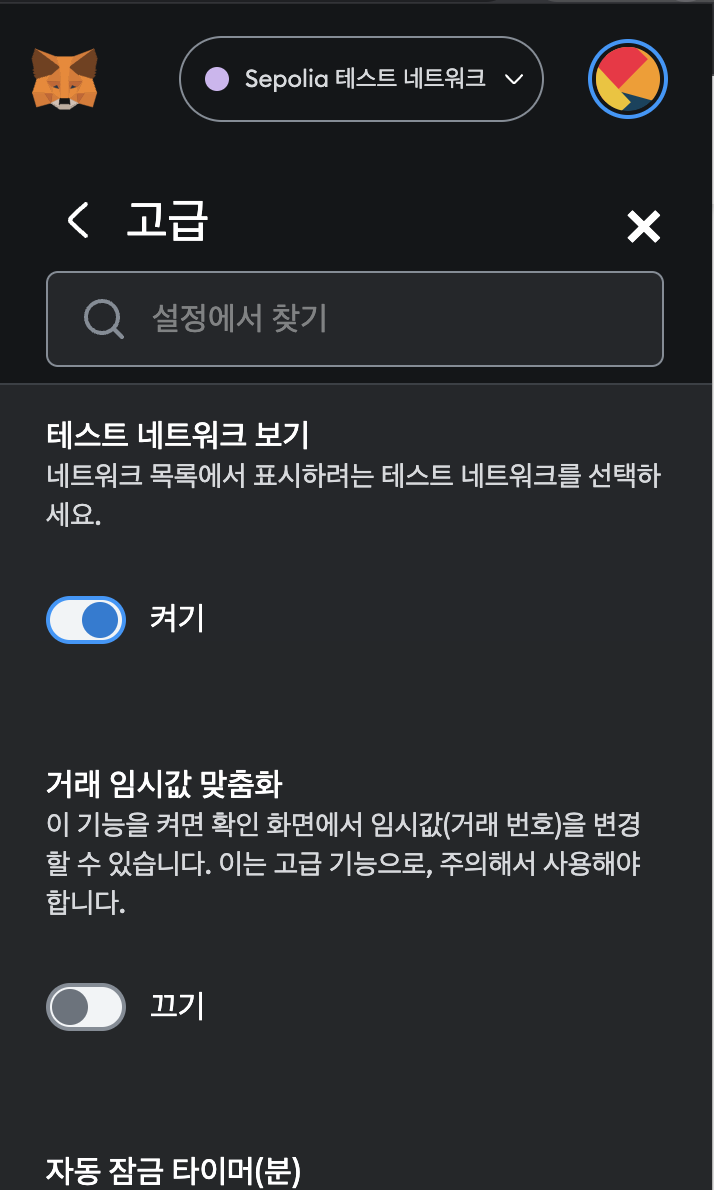 Sepolia 테스트 네트워크
고급
설정에서 찾기
테스트 네트워크 보기
네트워크 목록에서 표시하려는 테스트 네트워크를 선택하
세요.
켜기
거래 임시값 맞춤화
이 기능을 켜면 확인 화면에서 임시값(거래 번호)을 변경
할 수 있습니다. 이는 고급 기능으로, 주의해서 사용해야
합니다.
끄기
자동 잠금 타이머(분)